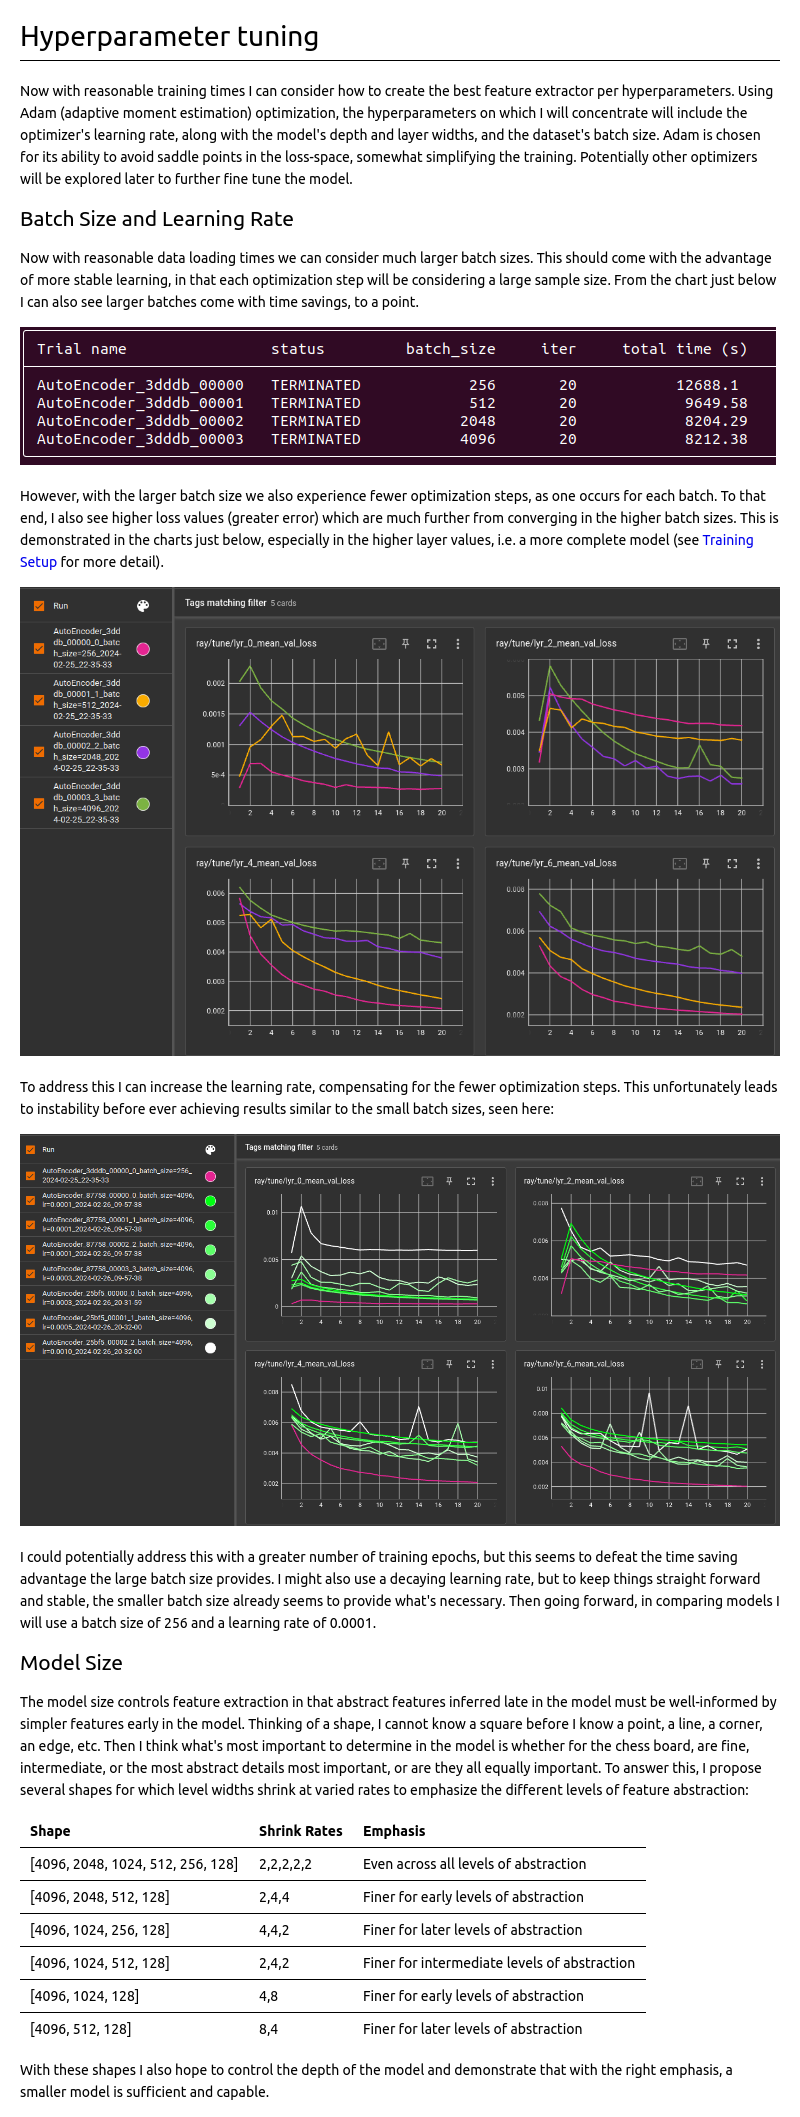 Hyperparameter tuning
Now with reasonable training times I can consider how to create the best feature extractor per hyperparameters. Using
Adam (adaptive moment estimation) optimization, the hyperparameters on which I will concentrate will include the
optimizer's learning rate, along with the model's depth and layer widths, and the dataset's batch size. Adam is chosen
for its ability to avoid saddle points in the loss-space, somewhat simplifying the training. Potentially other optimizers
will be explored later to further fine tune the model.
Batch Size and Learning Rate
Now with reasonable data loading times we can consider much larger batch sizes. This should come with the advantage
of more stable learning, in that each optimization step will be considering a large sample size. From the chart just below
I can also see larger batches come with time savings, to a point.
Trial name status batch_size iter total time (s)
AutoEncoder_3dddb_00000 TERMINATED 256 20 12688.1
AutoEncoder_3dddb_00001 TERMINATED 512 20 9649.58
AutoEncoder_3dddb_00002 TERMINATED 2048 20 8204.29
AutoEncoder_3dddb_00003 TERMINATED 4096 20 8212.38
However, with the larger batch size we also experience fewer optimization steps, as one occurs for each batch. To that
end, I also see higher loss values (greater error) which are much further from converging in the higher batch sizes. This is
demonstrated in the charts just below, especially in the higher layer values, i.e. a more complete model (see Training
Setup for more detail).
Run
AutoEncoder_3dd
db_00000_0_batc
h_size=256_2024-
02-25_22-35-33
AutoEncoder_3dd
db_00001_1_batc
h_size=512_2024-
02-25_22-35-33
AutoEncoder_3dd
db_00002_2_batc
h_size=2048_202
4-02-25_22-35-33
AutoEncoder_3dd
db_00003_3_batc
h_size=4096_202
4-02-25_22-35-33
Tags matching filter 5 cards
ray/tune/lyr_0_mean_val_loss
0.002
0.0015
0.001
5e-4
2 4 6 8 10 12 14 16 18 20
ray/tune/lyr_2_mean_val_loss
0.005
0.004
0.003
2 4 6 8 10 12 14 16 18 20
ray/tune/lyr_4_mean_val_loss
0.006
0.005
0.004
0.003
0.002
2 4 6 8 10 12 14 16 18 20
ray/tune/lyr_6_mean_val_loss
0.008
0.006
0.004
0.002
2 4 6 8 10 12 14 16 18 20
To address this I can increase the learning rate, compensating for the fewer optimization steps. This unfortunately leads
to instability before ever achieving results similar to the small batch sizes, seen here:
Run
AutoEncoder_3dddb_00000_0_batch_size=256_
2024-02-25_22-35-33
AutoEncoder_87758_00000_0_batch_size=4096,
lr=0.0001_2024-02-26_09-57-38
AutoEncoder_87758_00001_1_batch_size=4096,
lr=0.0001_2024-02-26_09-57-38
AutoEncoder_87758_00002_2_batch_size=4096,
lr=0.0001_2024-02-26_09-57-38
AutoEncoder_87758_00003_3_batch_size=4096,
lr=0.0003_2024-02-26_09-57-38
AutoEncoder_25bf5_00000_0_batch_size=4096,
lr=0.0003_2024-02-26_20-31-59
AutoEncoder_25bf5_00001_1_batch_size=4096,
lr=0.0005_2024-02-26_20-32-00
AutoEncoder_25bf5_00002_2_batch_size=4096,
lr=0.0010_2024-02-26_20-32-00
Tags matching filter 5 cards
ray/tune/lyr_0_mean_val_loss
0.01
0.005
0
2 4 6 8 10 12 14 16 18 20
ray/tune/lyr_2_mean_val_loss
0.008
0.006
0.004
2 4 6 8 10 12 14 16 18 20
ray/tune/lyr_4_mean_val_loss
0.008
0.006
0.004
0.002
2 4 6 8 10 12 14 16 18 20
ray/tune/lyr_6_mean_val_loss
0.01
0.008
0.006
0.004
0.002
2 4 6 8 10 12 14 16 18 20
I could potentially address this with a greater number of training epochs, but this seems to defeat the time saving
advantage the large batch size provides. I might also use a decaying learning rate, but to keep things straight forward
and stable, the smaller batch size already seems to provide what's necessary. Then going forward, in comparing models I
will use a batch size of 256 and a learning rate of 0.0001.
Model Size
The model size controls feature extraction in that abstract features inferred late in the model must be well-informed by
simpler features early in the model. Thinking of a shape, I cannot know a square before I know a point, a line, a corner,
an edge, etc. Then I think what's most important to determine in the model is whether for the chess board, are fine,
intermediate, or the most abstract details most important, or are they all equally important. To answer this, I propose
several shapes for which level widths shrink at varied rates to emphasize the different levels of feature abstraction:
Shape Shrink Rates Emphasis
[4096, 2048, 1024, 512, 256, 128] 2,2,2,2,2 Even across all levels of abstraction
[4096, 2048, 512, 128] 2,4,4 Finer for early levels of abstraction
[4096, 1024, 256, 128] 4,4,2 Finer for later levels of abstraction
[4096, 1024, 512, 128] 2,4,2 Finer for intermediate levels of abstraction
[4096, 1024, 128] 4,8 Finer for early levels of abstraction
[4096, 512, 128] 8,4 Finer for later levels of abstraction
With these shapes I also hope to control the depth of the model and demonstrate that with the right emphasis, a
smaller model is sufficient and capable.